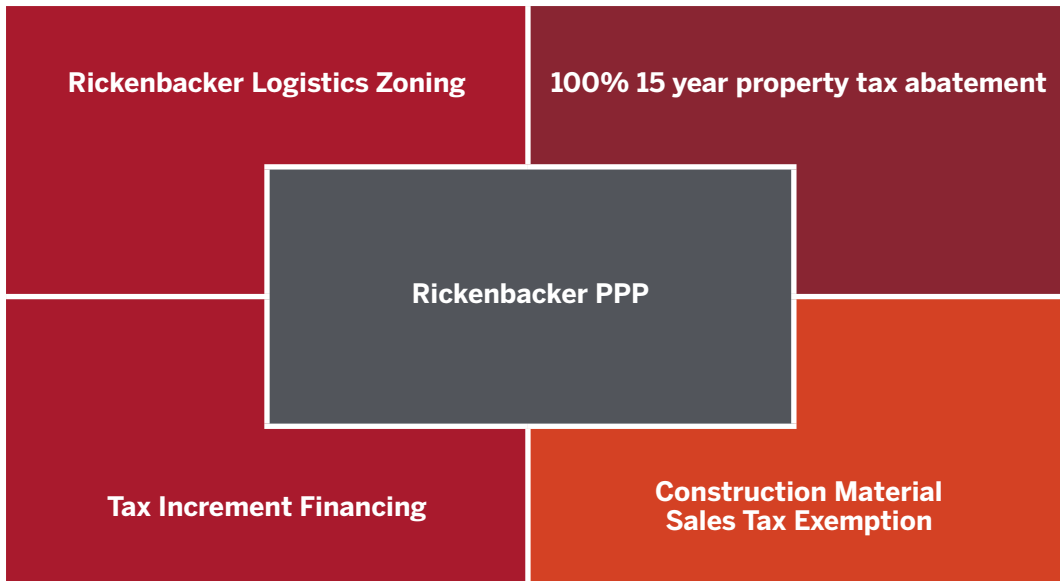 Rickenbacker Logistics Zoning
100% 15 year property tax abatement
Rickenbacker PPP
Tax Increment Financing
Construction Material
Sales Tax Exemption